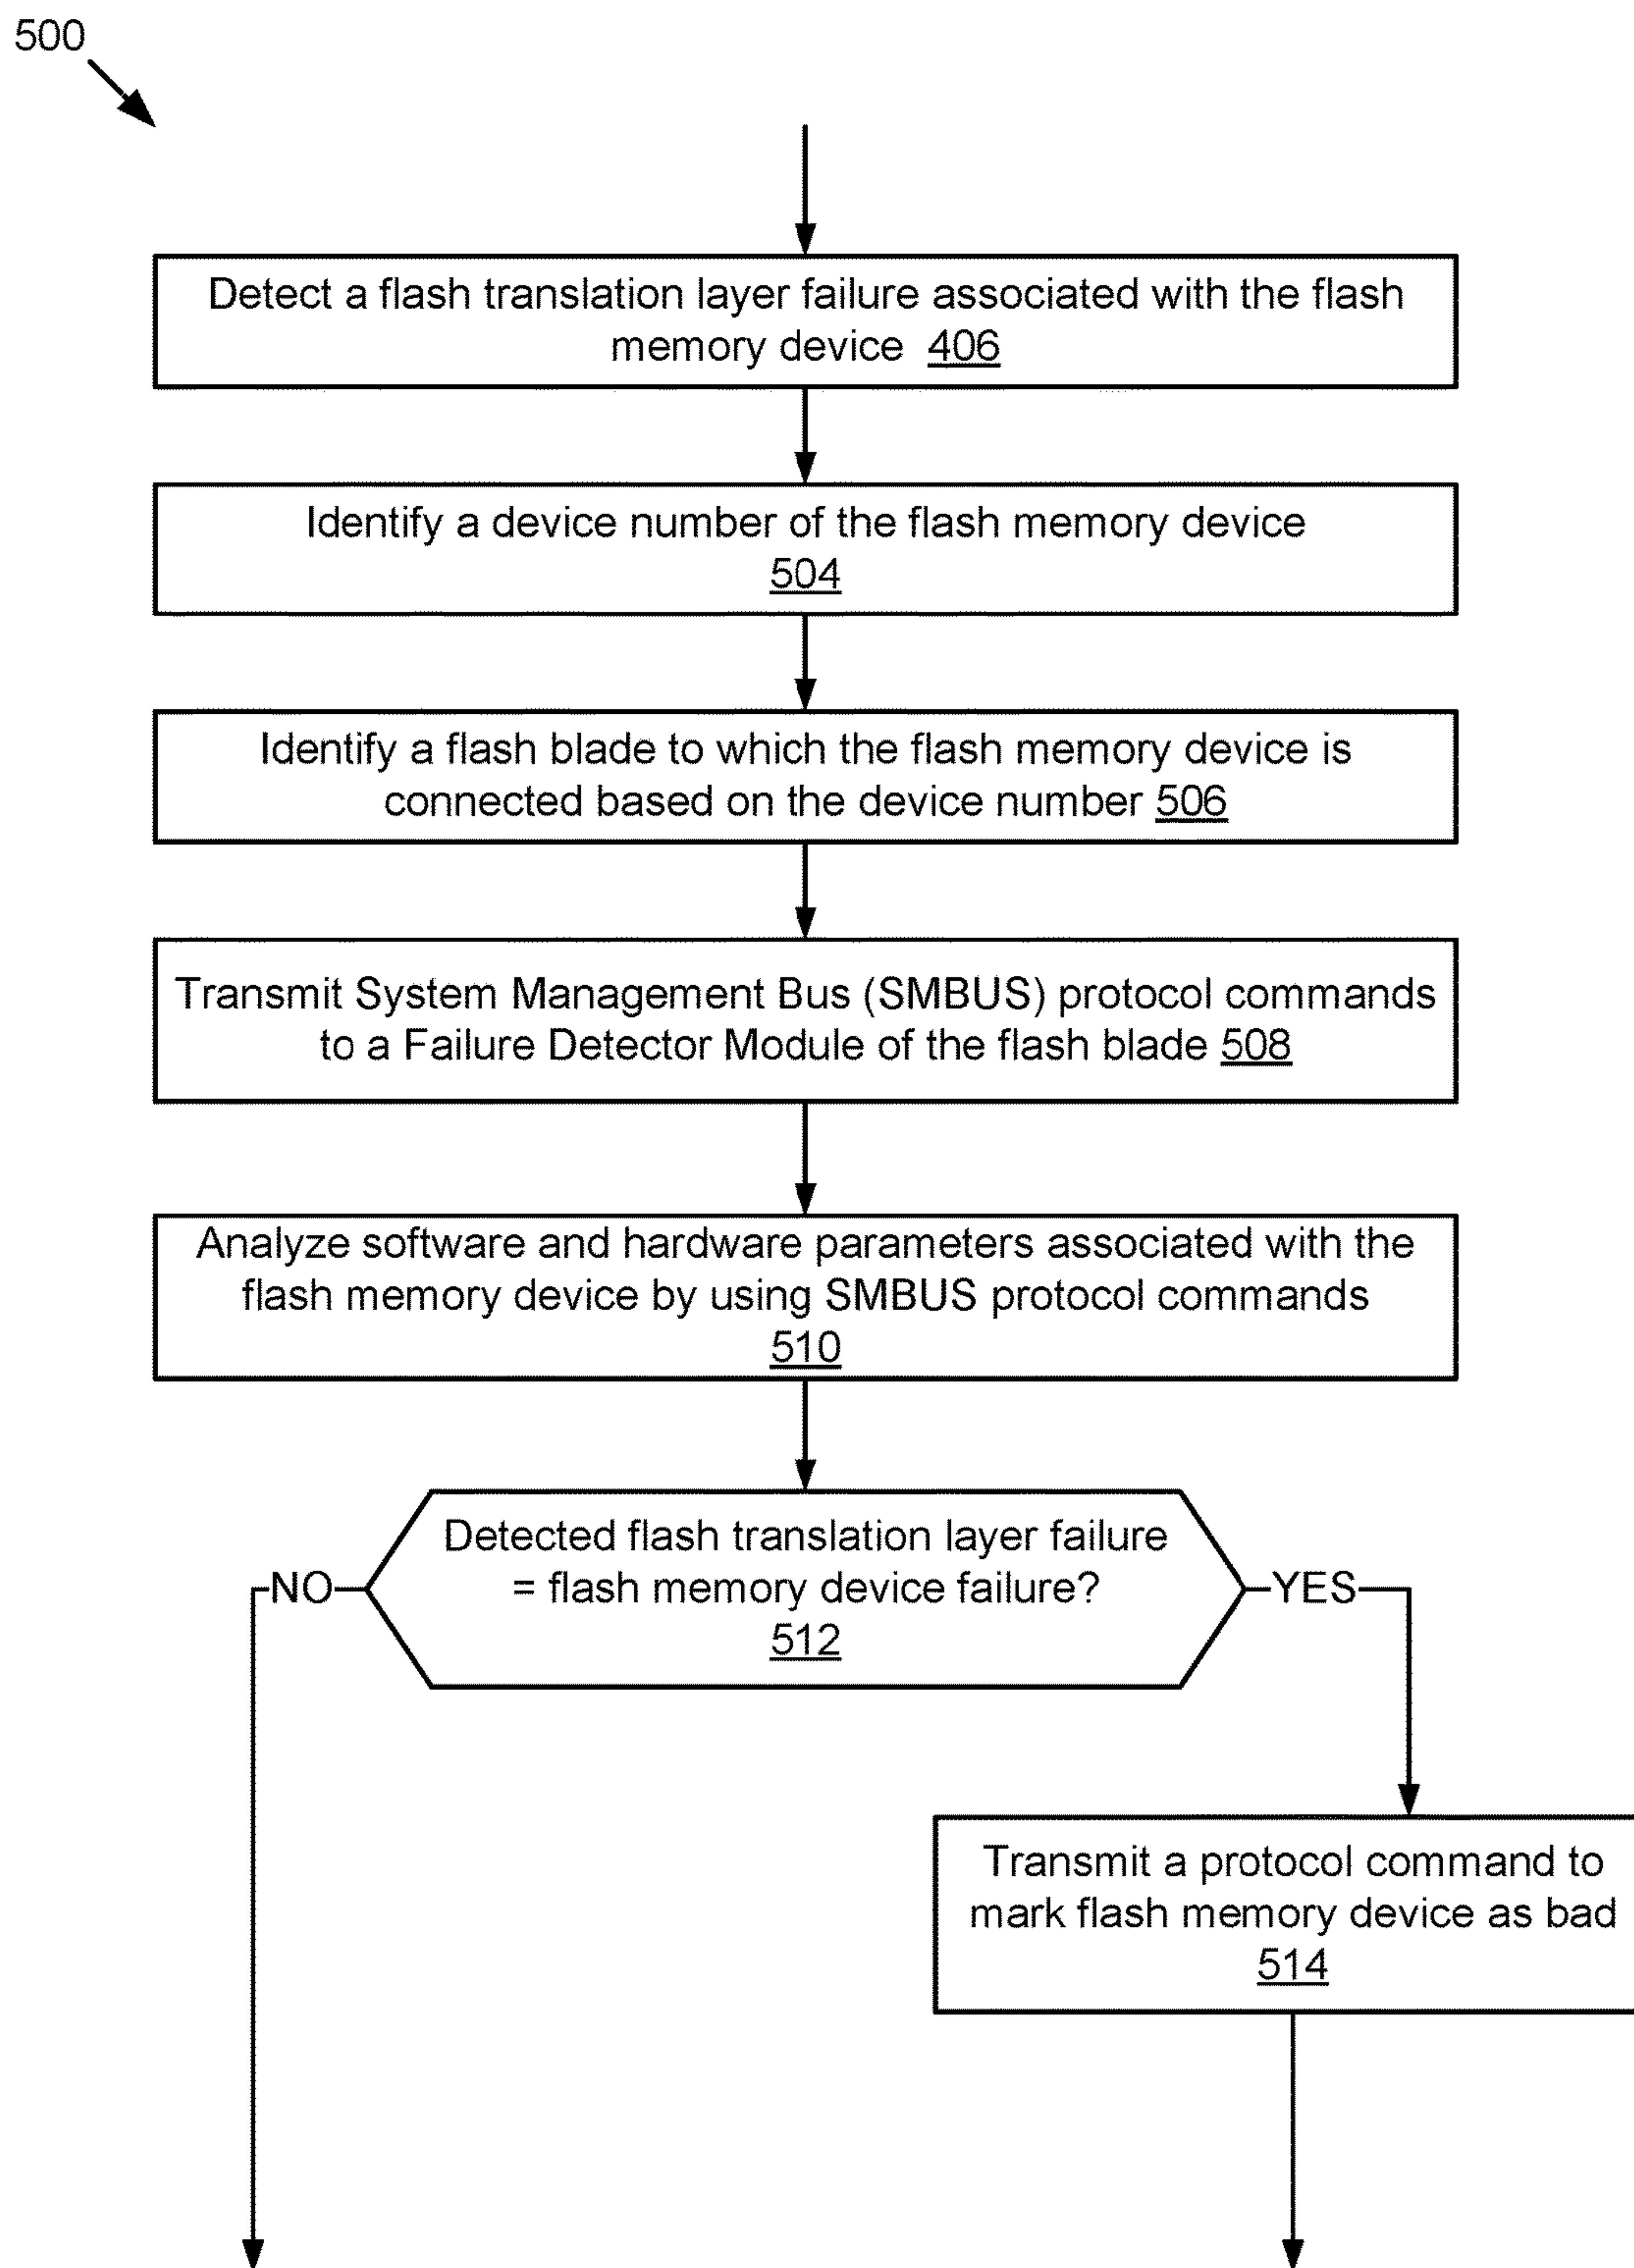 500
Detect a flash translation layer failure associated with the flash
memory device 406
Identify a device number of the flash memory device
504
Identify a flash blade to which the flash memory device is
connected based on the device number 506
Transmit System Management Bus (SMBUS) protocol commands
to a Failure Detector Module of the flash blade 508
Analyze software and hardware parameters associated with the
flash memory device by using SMBUS protocol commands
510
Detected flash translation layer failure
= flash memory device failure?
512
NO
YES
Transmit a protocol command to
mark flash memory device as bad
514